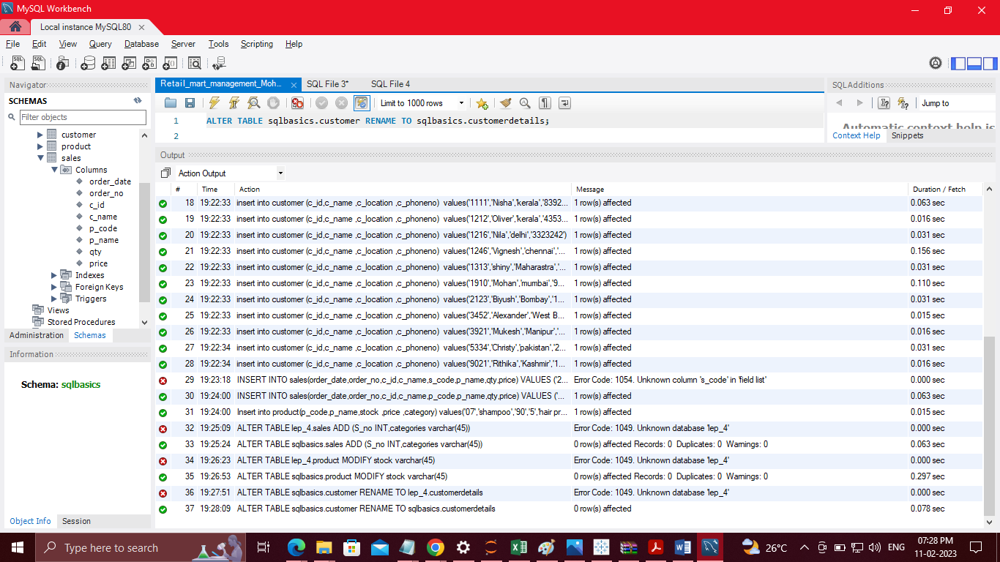 MySQL Workbench
Local instance MySQL80
File Edit View Query Database Server Tools Scripting Help
Navigator
SCHEMAS
Filter objects
customer
product
sales
Columns
order_date
order_no
c_id
c_name
p_code
p_name
qty
price
Indexes
Foreign Keys
Triggers
Views
Stored Procedures
Administration Schemas
Information
Schema: sqlbasics
Object Info Session
Retail_mart_management_Moh... SQL File 3* SQL File 4
Limit to 1000 rows
1 ALTER TABLE sqlbasics.customer RENAME TO sqlbasics.customerdetails;
2
SQLAdditions
Jump to
Automatic context help is
Context Help Snippets
Output
Action Output
# Time Action Message Duration / Fetch
18 19:22:33 insert into customer (c_id,c_name ,c_location ,c_phoneno) values('1111','Nisha','kerala','8392... 1 row(s) affected 0.063 sec
19 19:22:33 insert into customer (c_id,c_name ,c_location ,c_phoneno) values('1212','Oliver','kerala','4353... 1 row(s) affected 0.016 sec
20 19:22:33 insert into customer (c_id,c_name ,c_location ,c_phoneno) values('1216','Nila','delhi','3323242') 1 row(s) affected 0.031 sec
21 19:22:33 insert into customer (c_id,c_name ,c_location ,c_phoneno) values('1246','Vignesh','chennai','... 1 row(s) affected 0.156 sec
22 19:22:33 insert into customer (c_id,c_name ,c_location ,c_phoneno) values('1313','shiny','Maharastra','... 1 row(s) affected 0.031 sec
23 19:22:33 insert into customer (c_id,c_name ,c_location ,c_phoneno) values('1910','Mohan','mumbai','9... 1 row(s) affected 0.110 sec
24 19:22:33 insert into customer (c_id,c_name ,c_location ,c_phoneno) values('2123','Biyush','Bombay','1... 1 row(s) affected 0.031 sec
25 19:22:33 insert into customer (c_id,c_name ,c_location ,c_phoneno) values('3452','Alexander','West B... 1 row(s) affected 0.015 sec
26 19:22:33 insert into customer (c_id,c_name ,c_location ,c_phoneno) values('3921','Mukesh','Manipur','... 1 row(s) affected 0.016 sec
27 19:22:34 insert into customer (c_id,c_name ,c_location ,c_phoneno) values('5334','Christy','pakistan','2... 1 row(s) affected 0.031 sec
28 19:22:34 insert into customer (c_id,c_name ,c_location ,c_phoneno) values('9021','Rithika','Kashmir','1... 1 row(s) affected 0.016 sec
29 19:23:18 INSERT INTO sales(order_date,order_no,c_id,c_name,s_code,p_name,qty,price) VALUES ('2... Error Code: 1054. Unknown column 's_code' in 'field list' 0.000 sec
30 19:24:00 INSERT INTO sales(order_date,order_no,c_id,c_name,p_code,p_name,qty,price) VALUES ('... 1 row(s) affected 0.063 sec
31 19:24:00 Insert into product(p_code,p_name,stock ,price ,category) values('07','shampoo','90','5','hair pr... 1 row(s) affected 0.015 sec
32 19:25:09 ALTER TABLE lep_4.sales ADD (S_no INT,categories varchar(45)) Error Code: 1049. Unknown database 'lep_4' 0.000 sec
33 19:25:24 ALTER TABLE sqlbasics.sales ADD (S_no INT,categories varchar(45)) 0 row(s) affected Records: 0 Duplicates: 0 Warnings: 0 0.063 sec
34 19:26:23 ALTER TABLE lep_4.product MODIFY stock varchar(45) Error Code: 1049. Unknown database 'lep_4' 0.000 sec
35 19:26:53 ALTER TABLE sqlbasics.product MODIFY stock varchar(45) 0 row(s) affected Records: 0 Duplicates: 0 Warnings: 0 0.297 sec
36 19:27:51 ALTER TABLE sqlbasics.customer RENAME TO lep_4.customerdetails Error Code: 1049. Unknown database 'lep_4' 0.000 sec
37 19:28:09 ALTER TABLE sqlbasics.customer RENAME TO sqlbasics.customerdetails 0 row(s) affected 0.078 sec
Type here to search
26°C
ENG
07:28 PM
11-02-2023